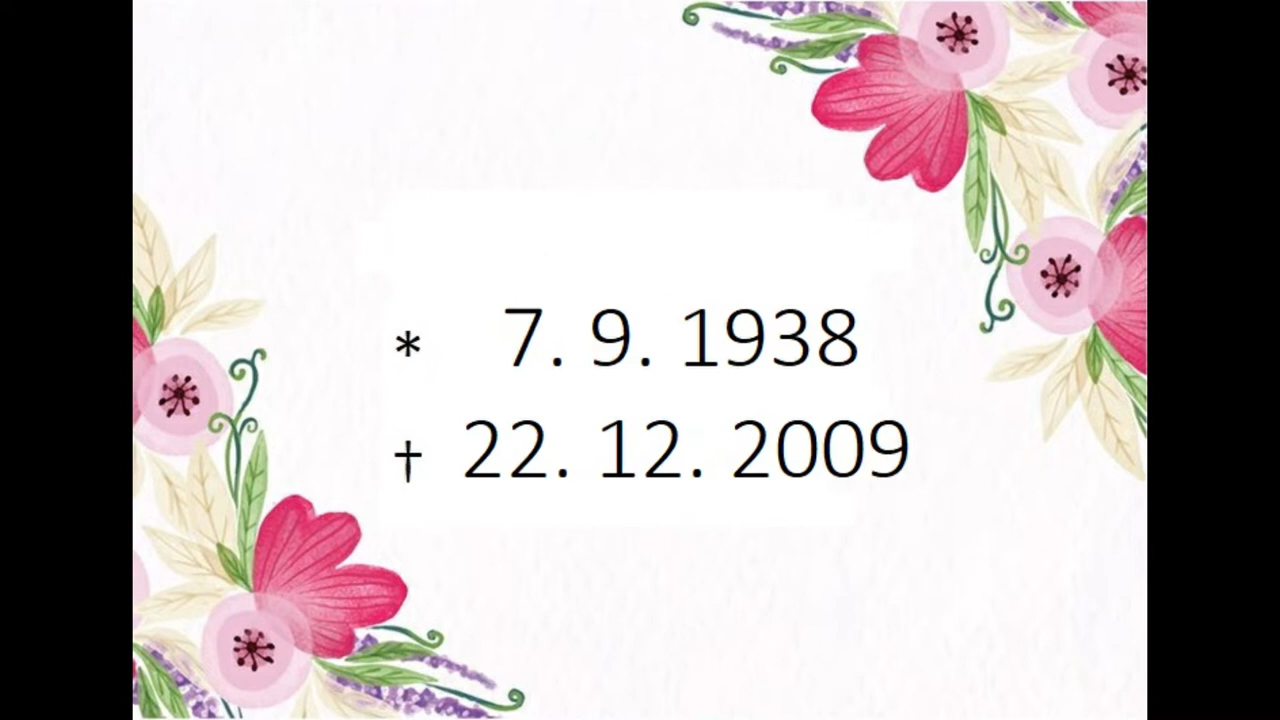 * 7. 9. 1938
† 22. 12. 2009